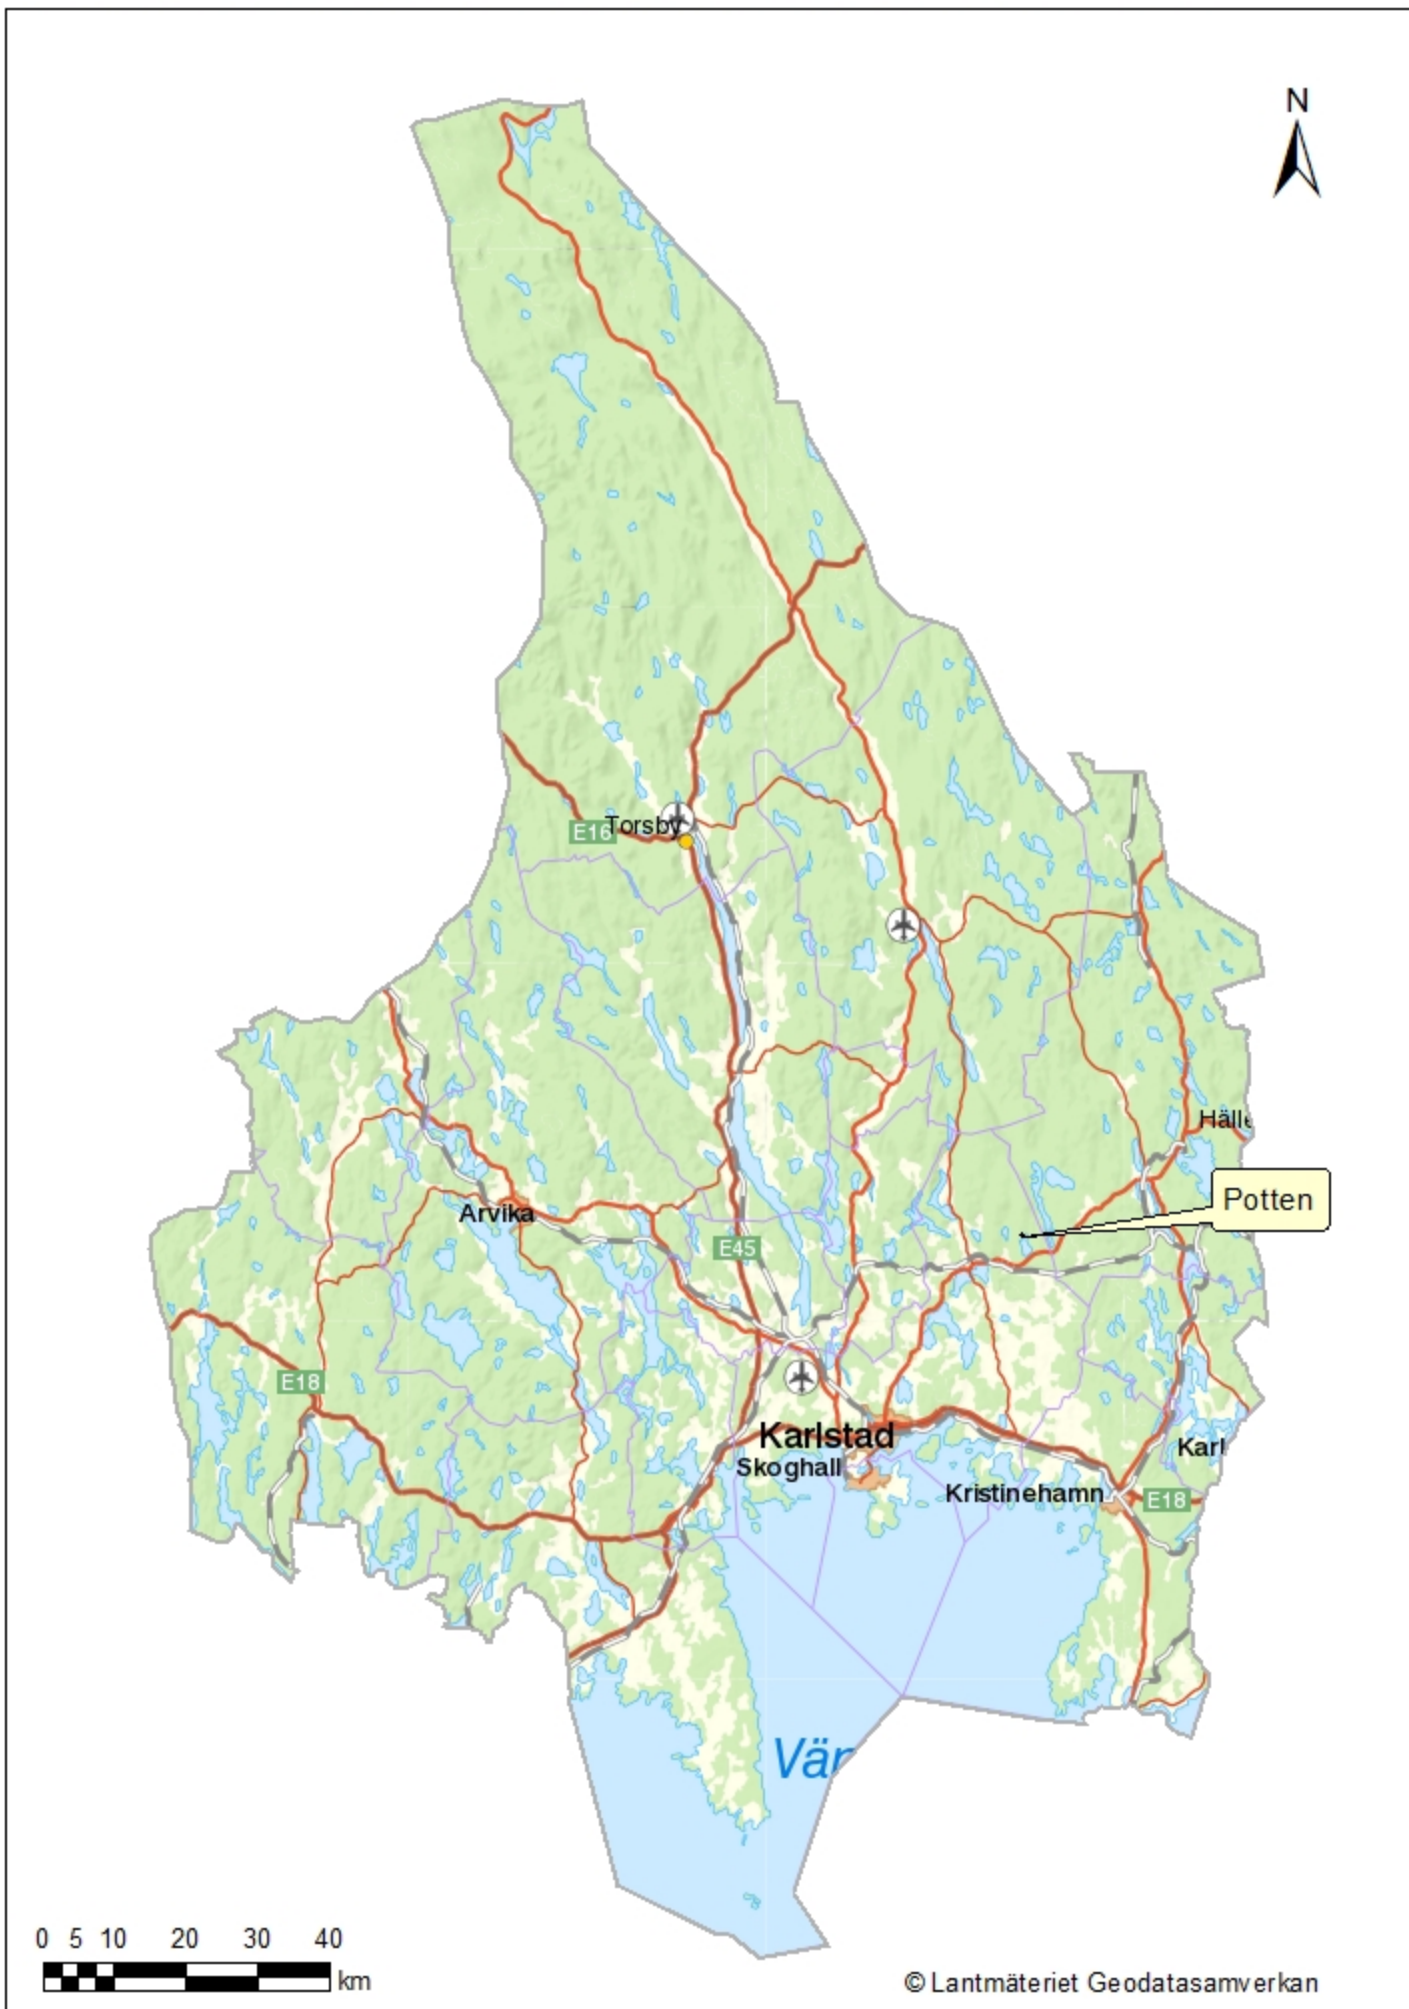 N
E16
Torsby
Hälle
Potten
Arvika
E45
E18
Karlstad
Skoghall
Karl
Kristinehamn
E18
Vän
0 5 10 20 30 40
km
© Lantmäteriet Geodatasamverkan